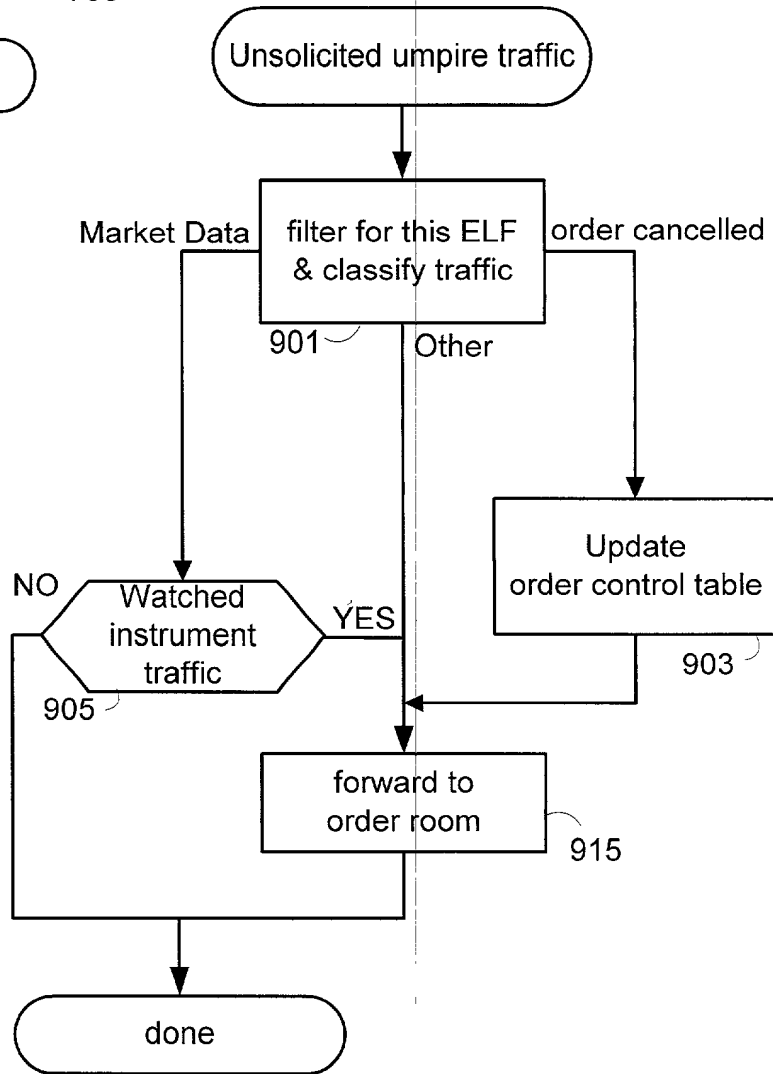 Unsolicited umpire traffic
Market Data
filter for this ELF
& classify traffic
order cancelled
901
Other
NO
Watched
instrument
traffic
YES
905
Update
order control table
903
forward to
order room
915
done